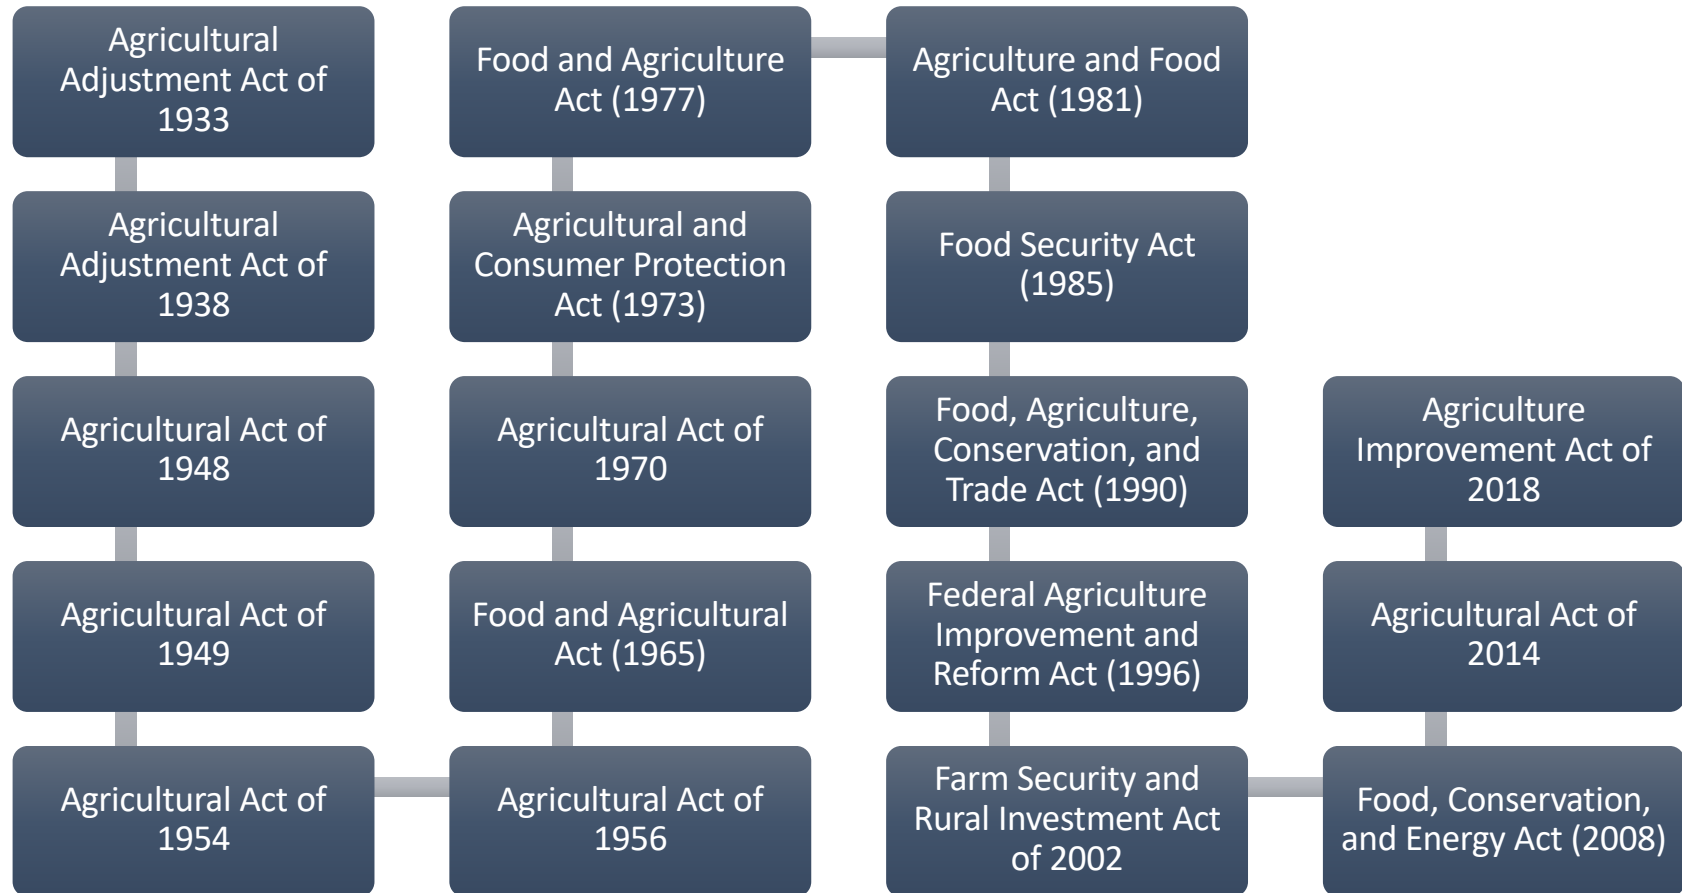 Agricultural
Adjustment Act of
1933
Agricultural
Adjustment Act of
1938
Agricultural Act of
1948
Agricultural Act of
1949
Agricultural Act of
1954
Agricultural Act of
1956
Food and Agricultural
Act (1965)
Agricultural Act of
1970
Agricultural and
Consumer Protection
Act (1973)
Food and Agriculture
Act (1977)
Agriculture and Food
Act (1981)
Food Security Act
(1985)
Food, Agriculture,
Conservation, and
Trade Act (1990)
Federal Agriculture
Improvement and
Reform Act (1996)
Farm Security and
Rural Investment Act
of 2002
Food, Conservation,
and Energy Act (2008)
Agricultural Act of
2014
Agriculture
Improvement Act of
2018